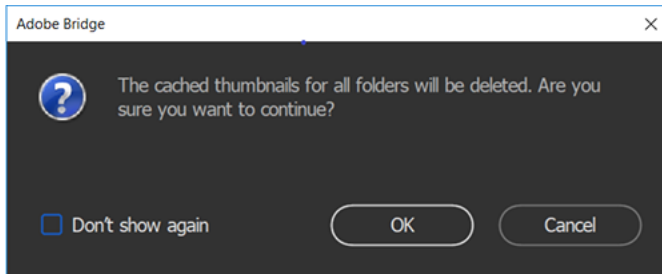 Adobe Bridge
The cached thumbnails for all folders will be deleted. Are you
sure you want to continue?
Don't show again
OK
Cancel